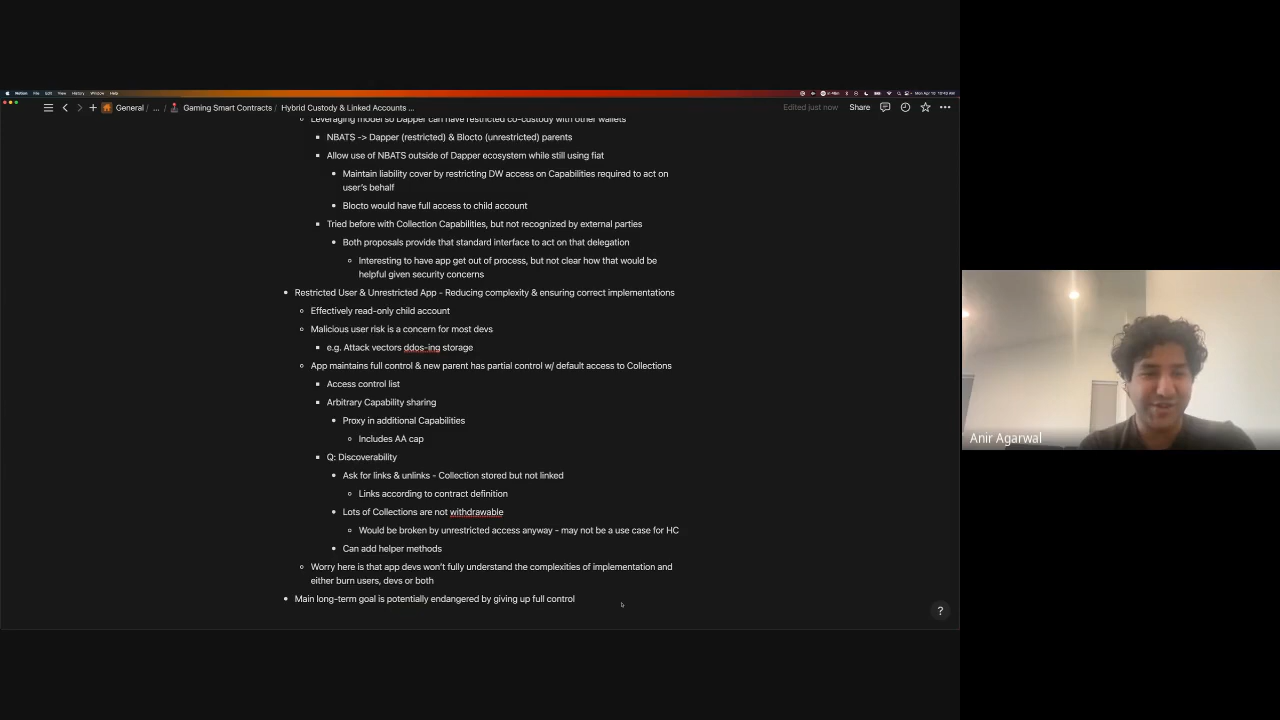 Notion File Edit View History Window Help
General / ... / Gaming Smart Contracts / Hybrid Custody & Linked Accounts ...
Edited just now Share
Leveraging model so Dapper can have restricted co-custody with other wallets
NBATS -> Dapper (restricted) & Blocto (unrestricted) parents
Allow use of NBATS outside of Dapper ecosystem while still using fiat
Maintain liability cover by restricting DW access on Capabilities required to act on
user's behalf
Blocto would have full access to child account
Tried before with Collection Capabilities, but not recognized by external parties
Both proposals provide that standard interface to act on that delegation
Interesting to have app get out of process, but not clear how that would be
helpful given security concerns
Restricted User & Unrestricted App - Reducing complexity & ensuring correct implementations
Effectively read-only child account
Malicious user risk is a concern for most devs
e.g. Attack vectors ddos-ing storage
App maintains full control & new parent has partial control w/ default access to Collections
Access control list
Arbitrary Capability sharing
Proxy in additional Capabilities
Includes AA cap
Q: Discoverability
Ask for links & unlinks - Collection stored but not linked
Links according to contract definition
Lots of Collections are not withdrawable
Would be broken by unrestricted access anyway - may not be a use case for HC
Can add helper methods
Worry here is that app devs won't fully understand the complexities of implementation and
either burn users, devs or both
Main long-term goal is potentially endangered by giving up full control
?
Anir Agarwal